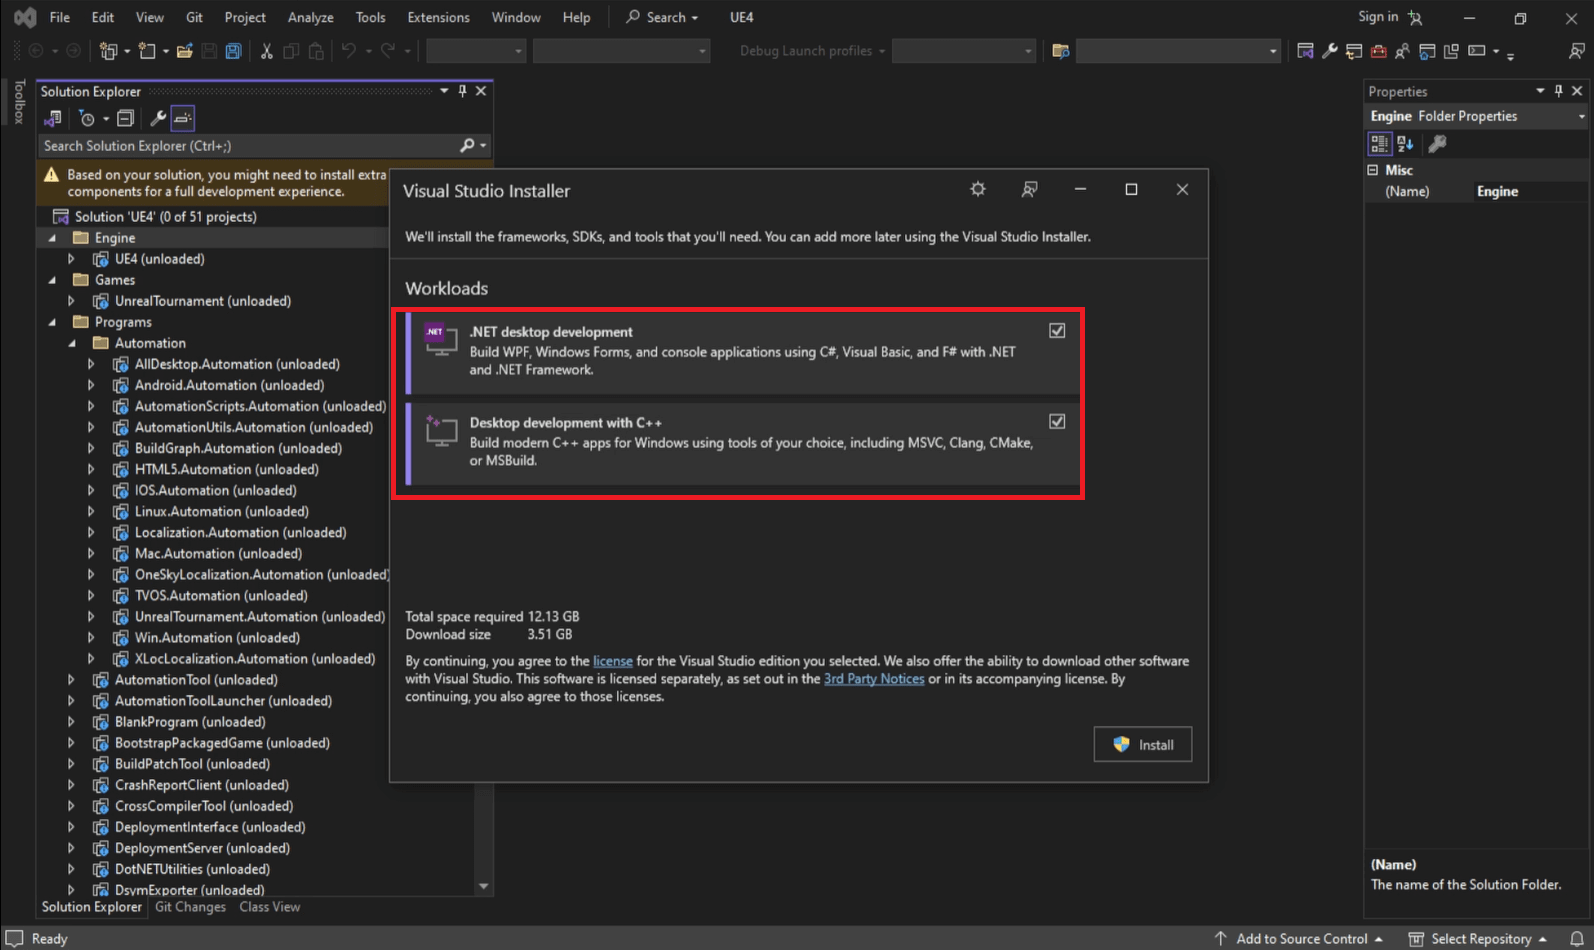 File Edit View Git Project Analyze Tools Extensions Window Help Search UE4 Sign in
Debug Launch profiles
Toolbox
Solution Explorer
Search Solution Explorer (Ctrl+;)
Based on your solution, you might need to install extra
components for a full development experience.
Solution 'UE4' (0 of 51 projects)
Engine
UE4 (unloaded)
Games
UnrealTournament (unloaded)
Programs
Automation
AllDesktop.Automation (unloaded)
Android.Automation (unloaded)
AutomationScripts.Automation (unloaded)
AutomationUtils.Automation (unloaded)
BuildGraph.Automation (unloaded)
HTML5.Automation (unloaded)
IOS.Automation (unloaded)
Linux.Automation (unloaded)
Localization.Automation (unloaded)
Mac.Automation (unloaded)
OneSkyLocalization.Automation (unloaded)
TVOS.Automation (unloaded)
UnrealTournament.Automation (unloaded)
Win.Automation (unloaded)
XLocLocalization.Automation (unloaded)
AutomationTool (unloaded)
AutomationToolLauncher (unloaded)
BlankProgram (unloaded)
BootstrapPackagedGame (unloaded)
BuildPatchTool (unloaded)
CrashReportClient (unloaded)
CrossCompilerTool (unloaded)
DeploymentInterface (unloaded)
DeploymentServer (unloaded)
DotNETUtilities (unloaded)
DsymExporter (unloaded)
Solution Explorer Git Changes Class View
Visual Studio Installer
We'll install the frameworks, SDKs, and tools that you'll need. You can add more later using the Visual Studio Installer.
Workloads
.NET
.NET desktop development
Build WPF, Windows Forms, and console applications using C#, Visual Basic, and F# with .NET
and .NET Framework.
Desktop development with C++
Build modern C++ apps for Windows using tools of your choice, including MSVC, Clang, CMake,
or MSBuild.
Total space required 12.13 GB
Download size 3.51 GB
By continuing, you agree to the license for the Visual Studio edition you selected. We also offer the ability to download other software
with Visual Studio. This software is licensed separately, as set out in the 3rd Party Notices or in its accompanying license. By
continuing, you also agree to those licenses.
Install
Properties
Engine Folder Properties
Misc
(Name) Engine
(Name)
The name of the Solution Folder.
Ready Add to Source Control Select Repository